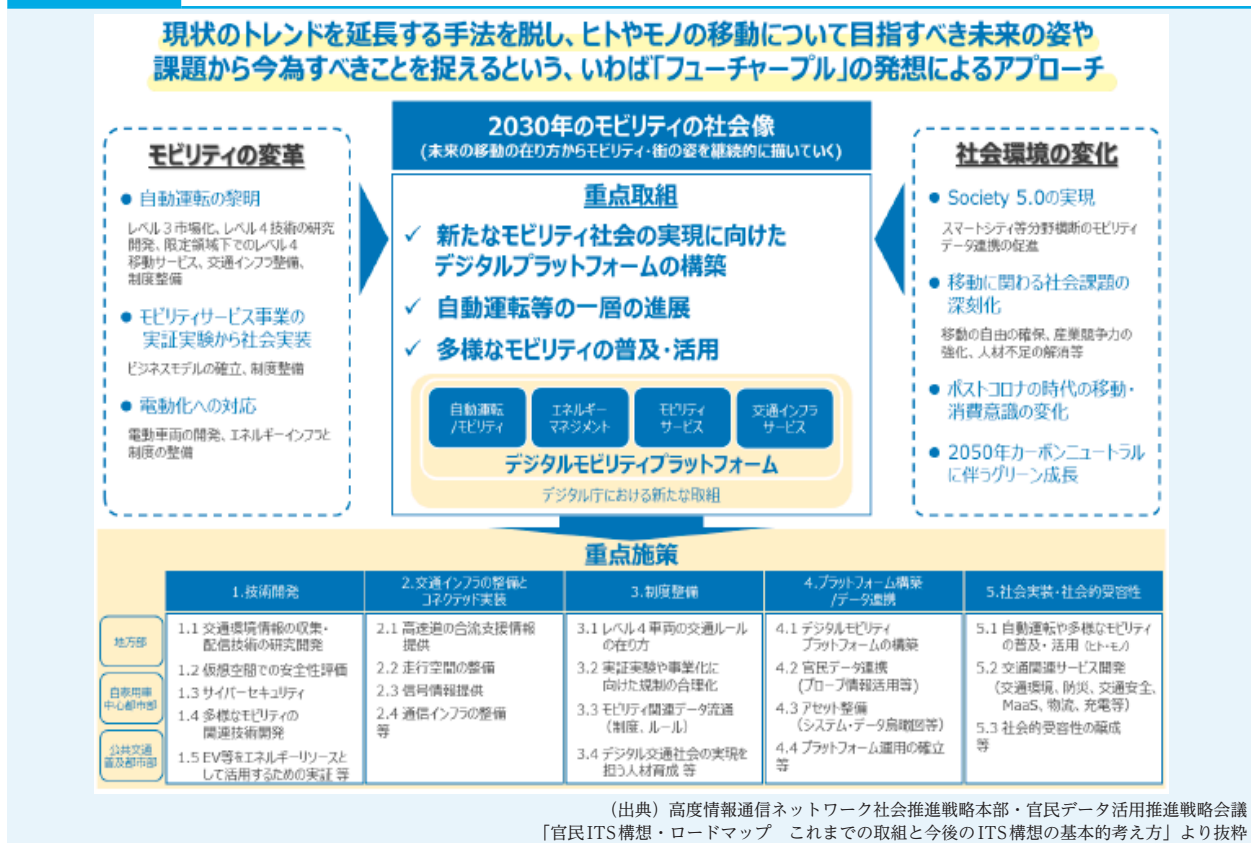 現状のトレンドを延長する手法を脱し、ヒトやモノの移動について目指すべき未来の姿や
課題から今為すべきことを捉えるという、いわば「フューチャープル」の発想によるアプローチ
モビリティの変革
● 自動運転の黎明
レベル3市場化、レベル4技術の研究
開発、限定領域下でのレベル4
移動サービス、交通インフラ整備、
制度整備
● モビリティサービス事業の
実証実験から社会実装
ビジネスモデルの確立、制度整備
● 電動化への対応
電動車両の開発、エネルギーインフラと
制度の整備
2030年のモビリティの社会像
(未来の移動の在り方からモビリティ・街の姿を継続的に描いていく)
重点取組
✓ 新たなモビリティ社会の実現に向けた
デジタルプラットフォームの構築
✓ 自動運転等の一層の進展
✓ 多様なモビリティの普及・活用
自動運転
/モビリティ
エネルギー
マネジメント
モビリティ
サービス
交通インフラ
サービス
デジタルモビリティプラットフォーム
デジタル庁における新たな取組
社会環境の変化
● Society 5.0の実現
スマートシティ等分野横断のモビリティ
データ連携の促進
● 移動に関わる社会課題の
深刻化
移動の自由の確保、産業競争力の
強化、人材不足の解消等
● ポストコロナの時代の移動・
消費意識の変化
● 2050年カーボンニュートラル
に伴うグリーン成長
重点施策
地方部
自家用車
中心都市部
公共交通
普及都市部
1.技術開発
1.1 交通環境情報の収集・
配信技術の研究開発
1.2 仮想空間での安全性評価
1.3 サイバーセキュリティ
1.4 多様なモビリティの
関連技術開発
1.5 EV等をエネルギーリソースと
して活用するための実証 等
2.交通インフラの整備と
コネクテッド実装
2.1 高速道の合流支援情報
提供
2.2 走行空間の整備
2.3 信号情報提供
2.4 通信インフラの整備
等
3.制度整備
3.1 レベル4車両の交通ルール
の在り方
3.2 実証実験や事業化に
向けた規制の合理化
3.3 モビリティ関連データ流通
(制度、ルール)
3.4 デジタル交通社会の実現を
担う人材育成 等
4.プラットフォーム構築
/データ連携
4.1 デジタルモビリティ
プラットフォームの構築
4.2 官民データ連携
(プローブ情報活用等)
4.3 アセット整備
(システム・データ鳥瞰図等)
4.4 プラットフォーム運用の確立
等
5.社会実装・社会的受容性
5.1 自動運転や多様なモビリティ
の普及・活用 (ヒト・モノ)
5.2 交通関連サービス開発
(交通環境、防災、交通安全、
MaaS、物流、充電等)
5.3 社会的受容性の醸成
等
(出典)高度情報通信ネットワーク社会推進戦略本部・官民データ活用推進戦略会議
「官民ITS構想・ロードマップ これまでの取組と今後のITS構想の基本的考え方」より抜粋